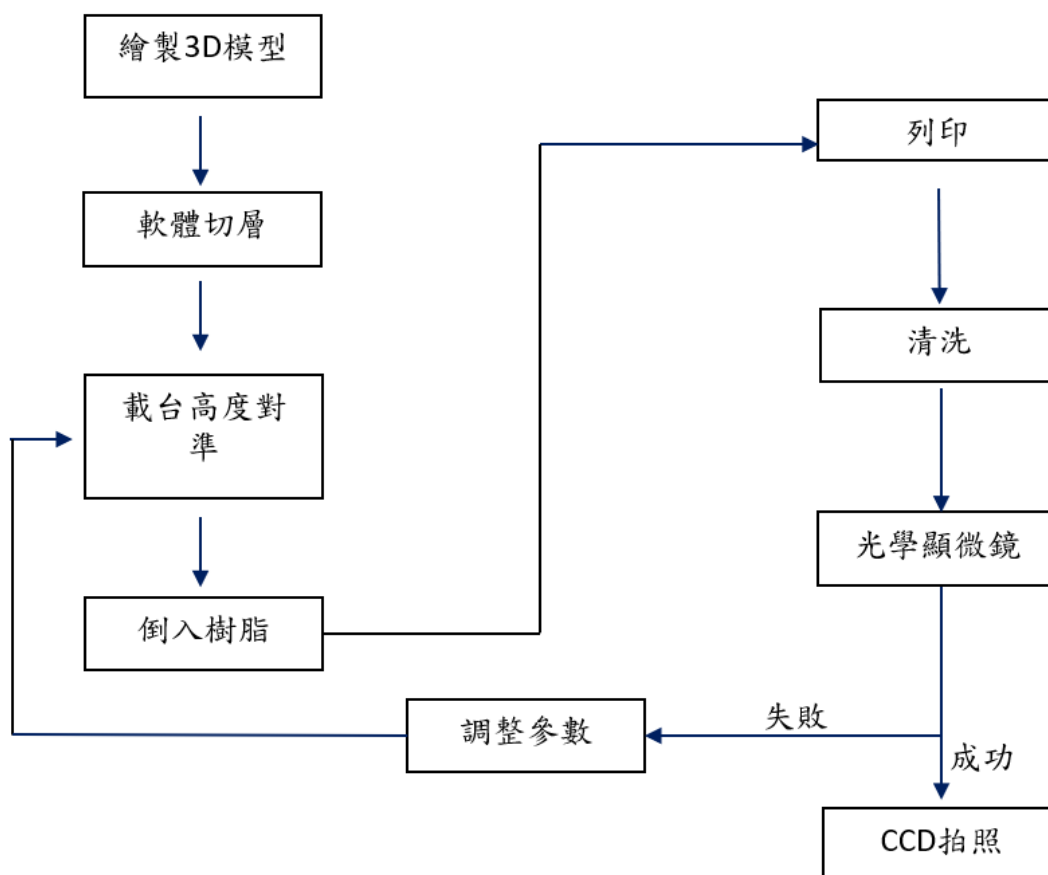 繪製3D模型
軟體切層
載台高度對
準
倒入樹脂
列印
清洗
光學顯微鏡
失敗
調整參數
成功
CCD拍照